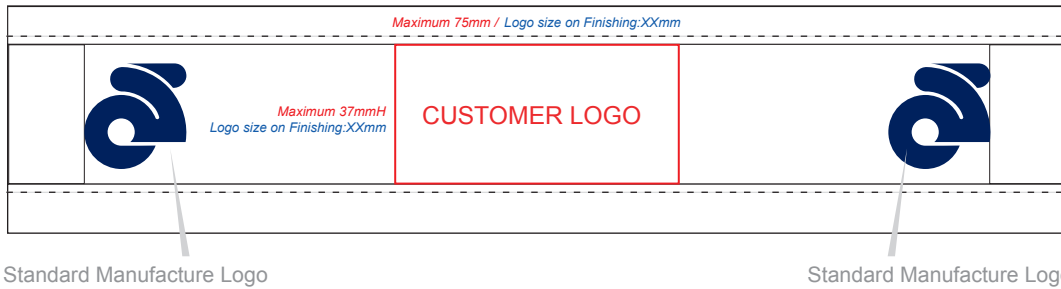 Maximum 75mm / Logo size on Finishing:XXmm
Maximum 37mmH
Logo size on Finishing:XXmm
CUSTOMER LOGO
Standard Manufacture Logo
Standard Manufacture Log